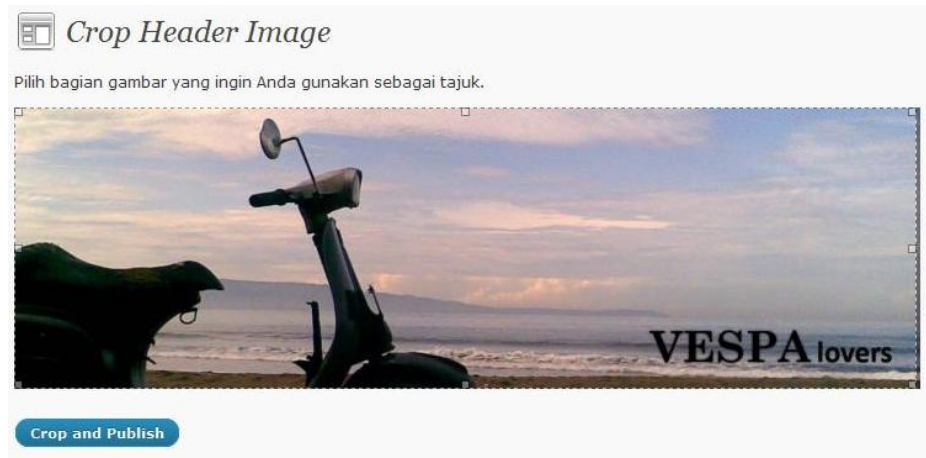 Crop Header Image
Pilih bagian gambar yang ingin Anda gunakan sebagai tajuk.
VESPA lovers
Crop and Publish